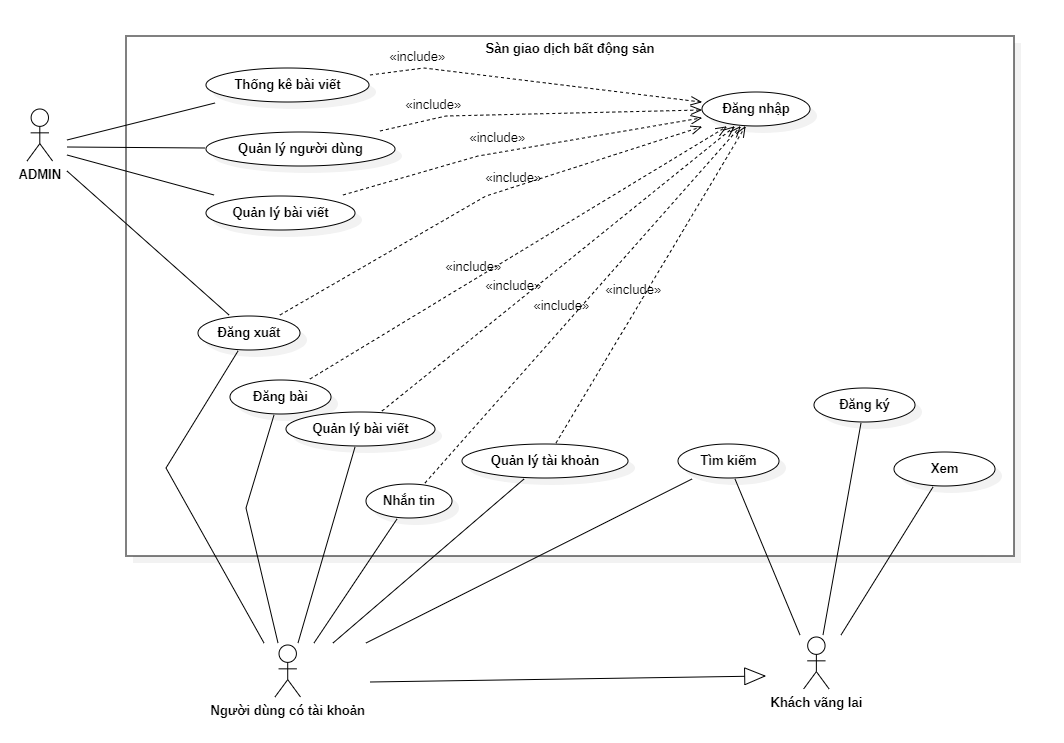 Sàn giao dịch bất động sản
«include»
Thống kê bài viết
«include»
Đăng nhập
ADMIN
«include»
Quản lý người dùng
«include»
Quản lý bài viết
«include»
«include»
«include»
«include»
Đăng xuất
Đăng bài
Quản lý bài viết
Đăng ký
Quản lý tài khoản
Tìm kiếm
Xem
Nhắn tin
Người dùng có tài khoản
Khách vãng lai